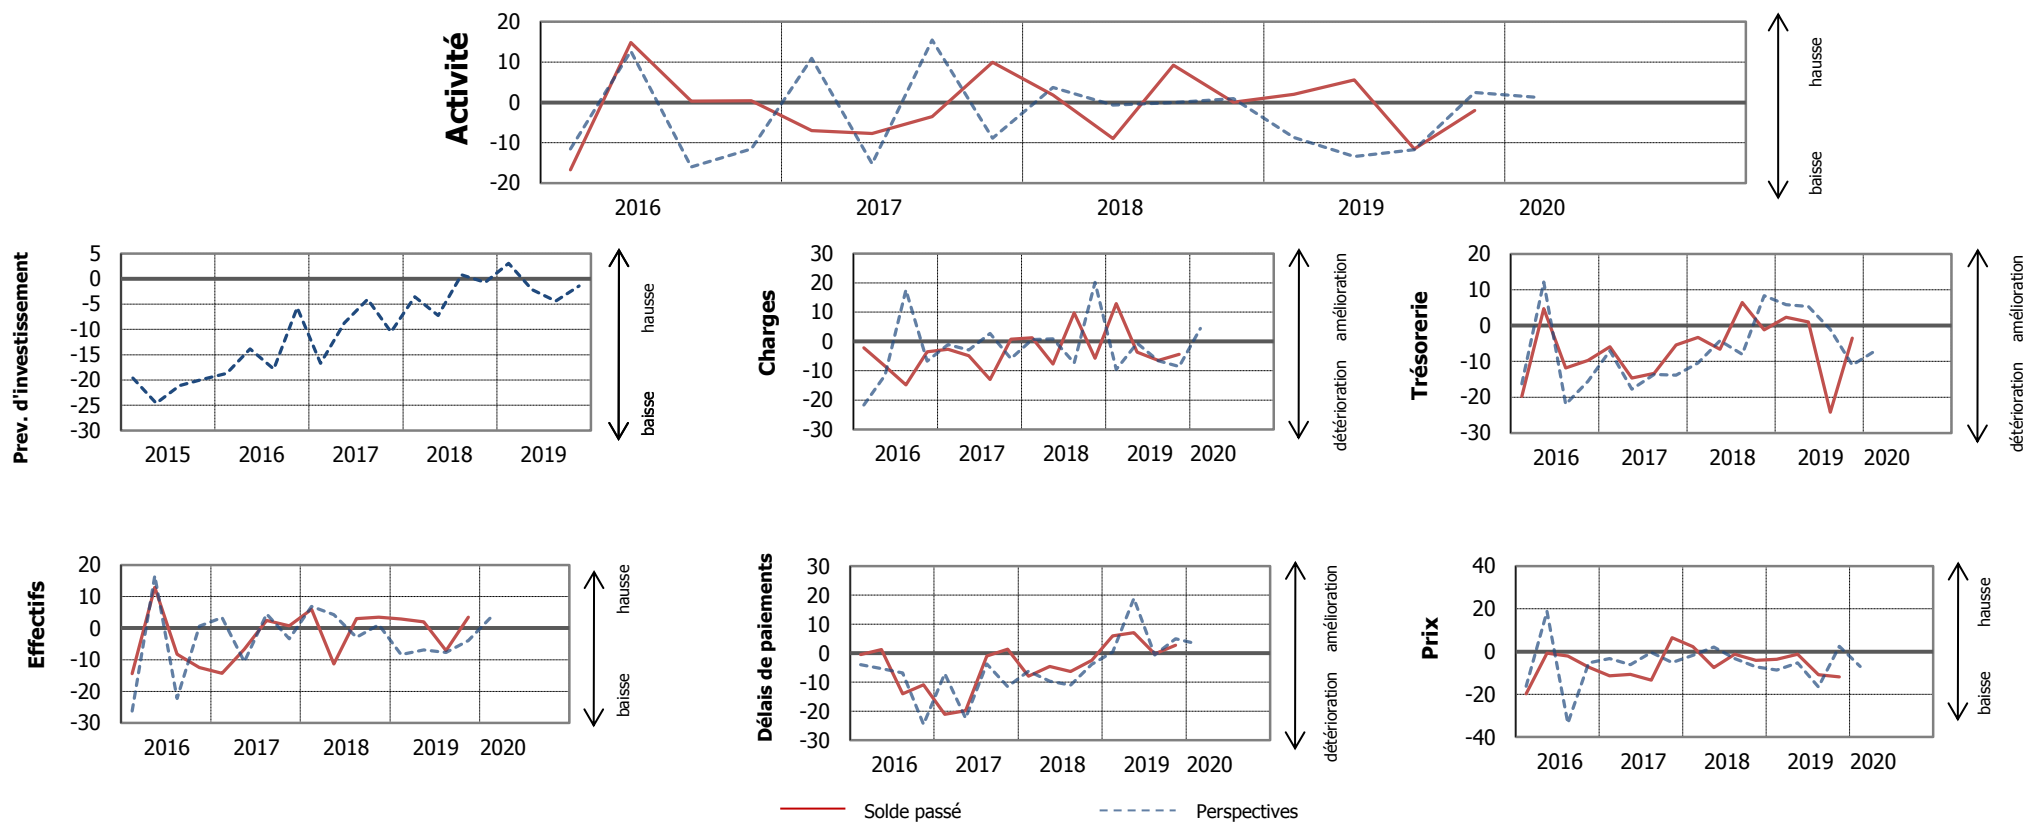 Activité
20
10
0
-10
-20
2016 2017 2018 2019 2020
hausse
baisse
Prev. d'investissement
5
0
-5
-10
-15
-20
-25
-30
2015 2016 2017 2018 2019
hausse
baisse
Charges
30
20
10
0
-10
-20
-30
2016 2017 2018 2019 2020
amélioration
détérioration
Trésorerie
20
10
0
-10
-20
-30
2016 2017 2018 2019 2020
amélioration
détérioration
Effectifs
20
10
0
-10
-20
-30
2016 2017 2018 2019 2020
hausse
baisse
Délais de paiements
30
20
10
0
-10
-20
-30
2016 2017 2018 2019 2020
amélioration
détérioration
Prix
40
20
0
-20
-40
2016 2017 2018 2019 2020
hausse
baisse
Solde passé Perspectives